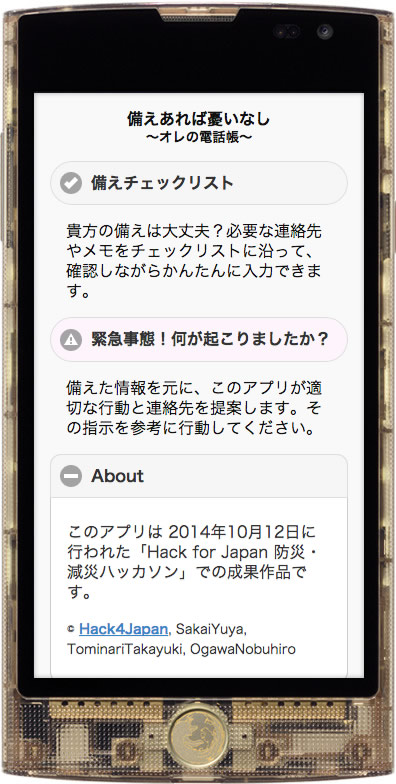 備えあれば憂いなし
〜オレの電話帳〜
備えチェックリスト
貴方の備えは大丈夫？必要な連絡先
やメモをチェックリストに沿って、
確認しながらかんたんに入力できま
す。
緊急事態！何が起こりましたか？
備えた情報を元に、このアプリが適
切な行動と連絡先を提案します。そ
の指示を参考に行動してください。
About
このアプリは 2014年10月12日に
行われた「Hack for Japan 防災・
減災ハッカソン」での成果作品で
す。
© Hack4Japan, SakaiYuya,
TominariTakayuki, OgawaNobuhiro